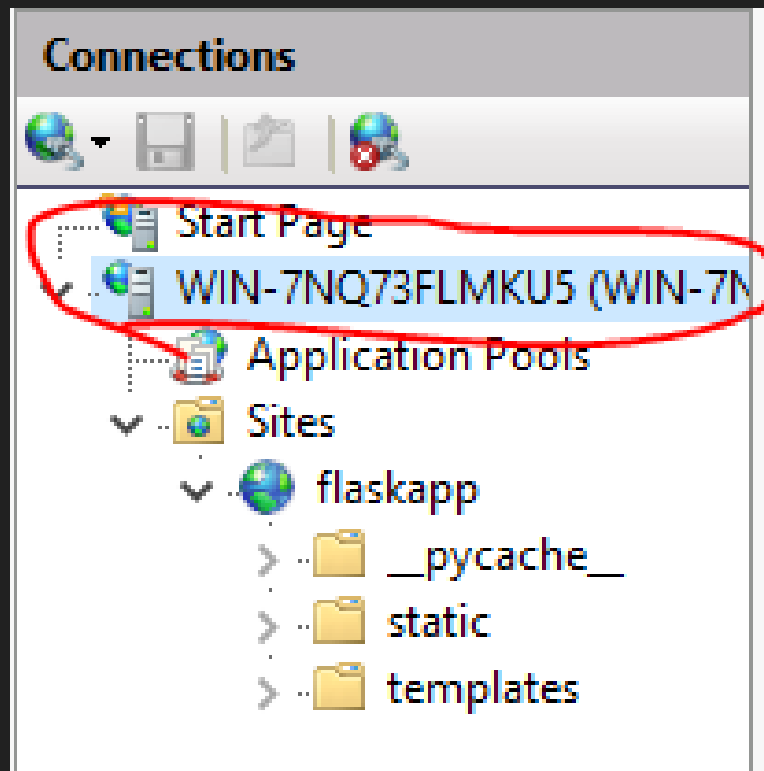 Connections
Start Page
WIN-7NQ73FLMKU5 (WIN-7N
Application Pools
Sites
flaskapp
__pycache__
static
templates